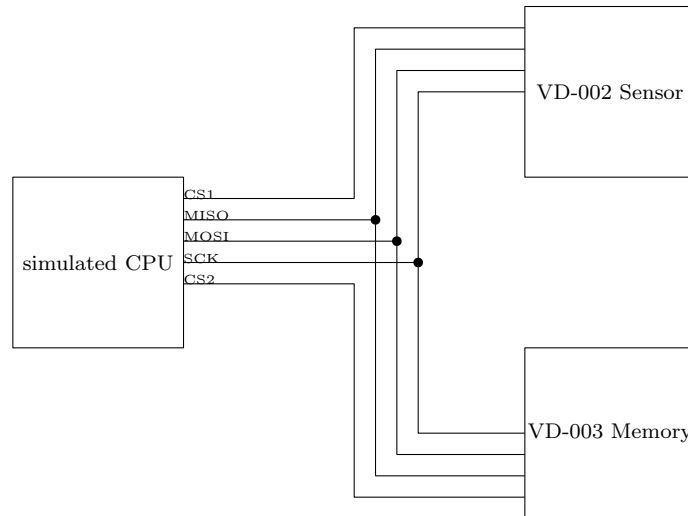 VD-002 Sensor
CS1
MISO
MOSI
simulated CPU
SCK
CS2
VD-003 Memory